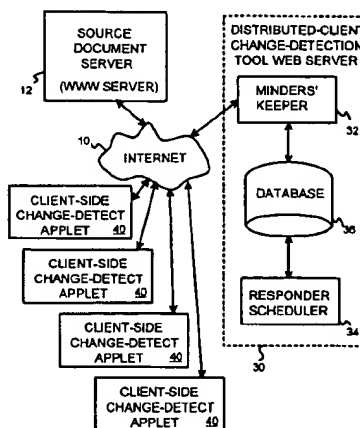 SOURCE
DOCUMENT
SERVER
(WWW SERVER)
12
DISTRIBUTED-CLIENT
CHANGE-DETECTION
TOOL WEB SERVER
MINDERS'
KEEPER
32
10
INTERNET
DATABASE
36
CLIENT-SIDE
CHANGE-DETECT
APPLET 40
CLIENT-SIDE
CHANGE-DETECT
APPLET 40
CLIENT-SIDE
CHANGE-DETECT
APPLET 40
CLIENT-SIDE
CHANGE-DETECT
APPLET 40
RESPONDER
SCHEDULER
34
30